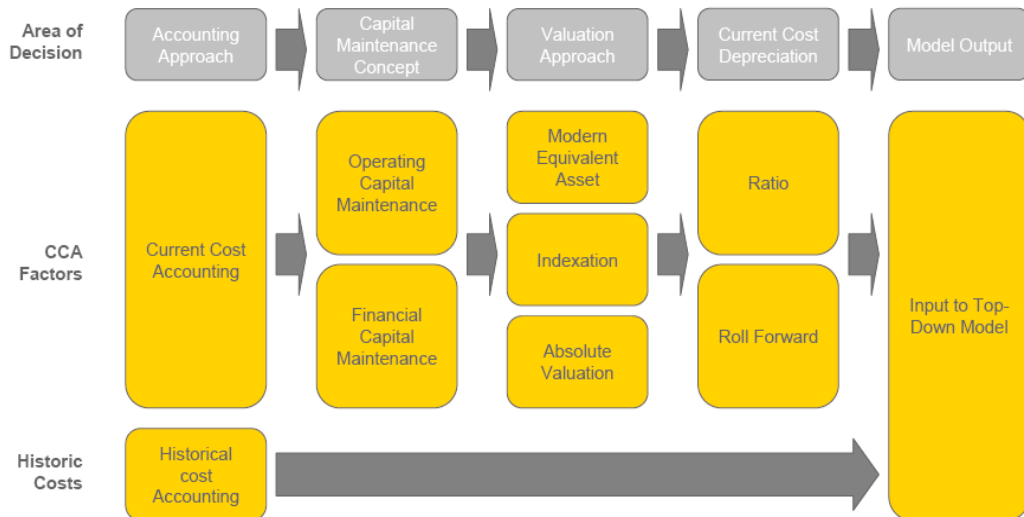 Area of
Decision
Accounting
Approach
Capital
Maintenance
Concept
Valuation
Approach
Current Cost
Depreciation
Model Output
CCA
Factors
Current Cost
Accounting
Operating
Capital
Maintenance
Financial
Capital
Maintenance
Modern
Equivalent
Asset
Indexation
Absolute
Valuation
Ratio
Roll Forward
Input to Top-
Down Model
Historic
Costs
Historical
cost
Accounting